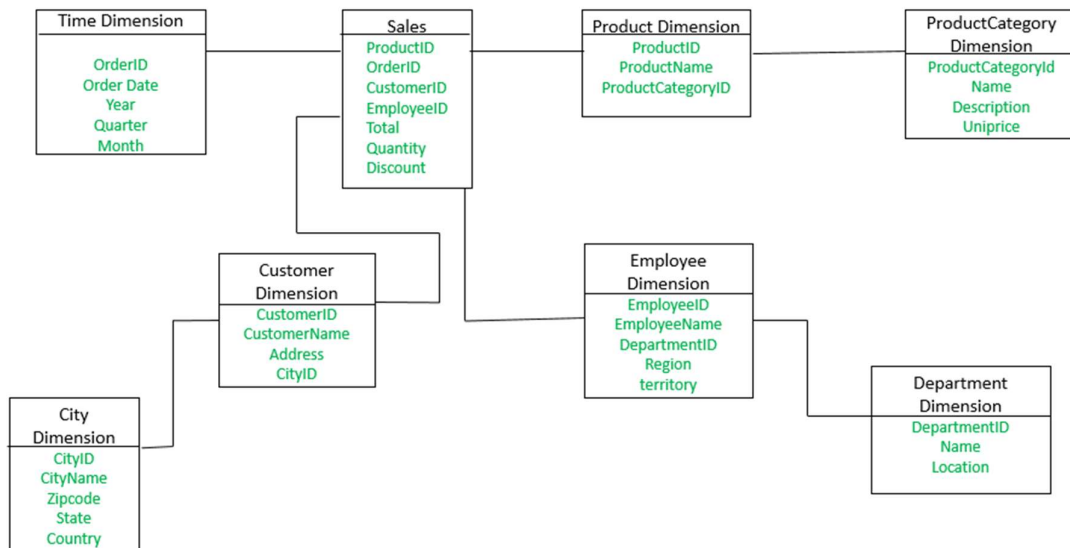 Time Dimension
OrderID
Order Date
Year
Quarter
Month
Sales
ProductID
OrderID
CustomerID
EmployeeID
Total
Quantity
Discount
Product Dimension
ProductID
ProductName
ProductCategoryID
ProductCategory
Dimension
ProductCategoryId
Name
Description
Uniprice
Customer
Dimension
CustomerID
CustomerName
Address
CityID
Employee
Dimension
EmployeeID
EmployeeName
DepartmentID
Region
territory
City
Dimension
CityID
CityName
Zipcode
State
Country
Department
Dimension
DepartmentID
Name
Location